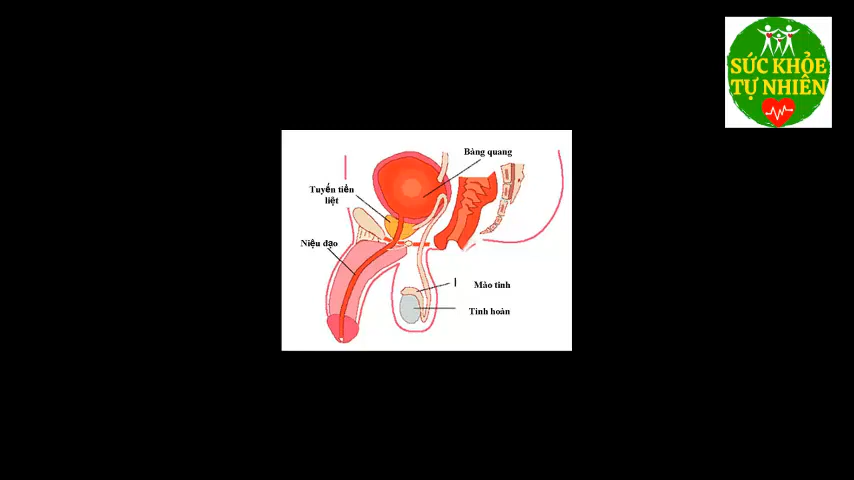 SỨC KHỎE
TỰ NHIÊN
Bàng quang
Tuyến tiền
liệt
Niệu đạo
Mào tinh
Tinh hoàn